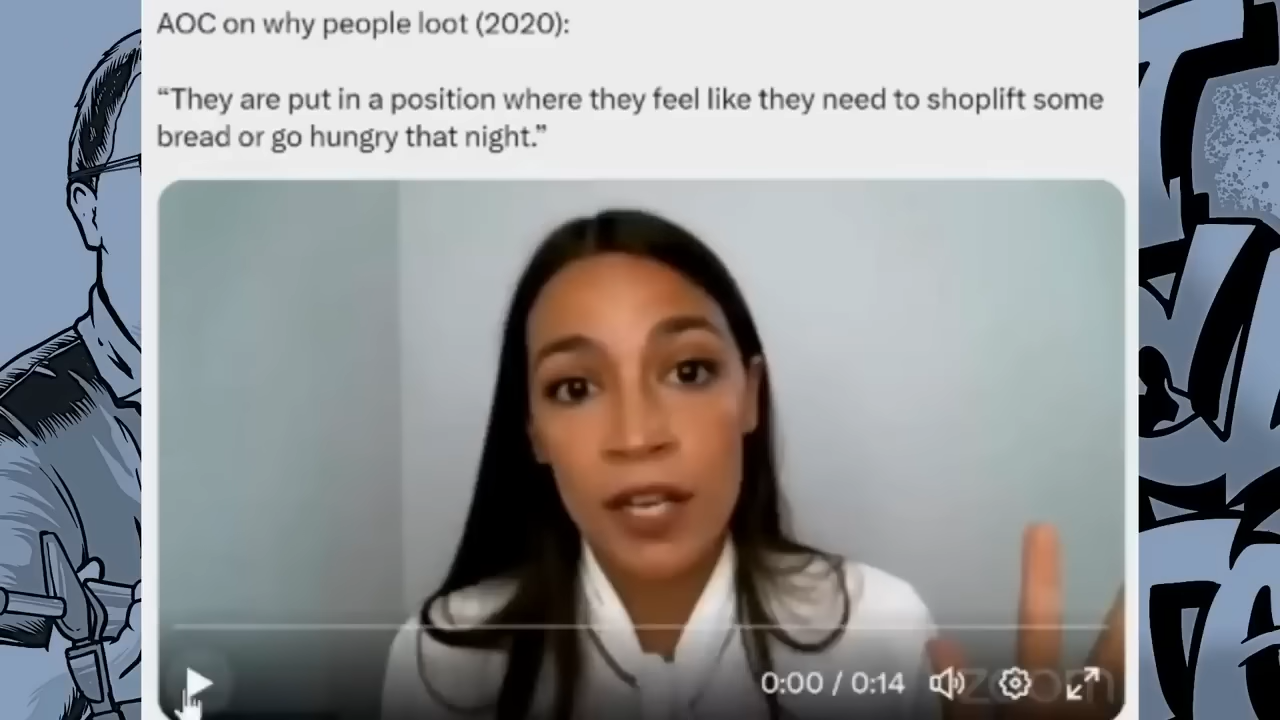 AOC on why people loot (2020):
“They are put in a position where they feel like they need to shoplift some
bread or go hungry that night.”
0:00 / 0:14
zoom